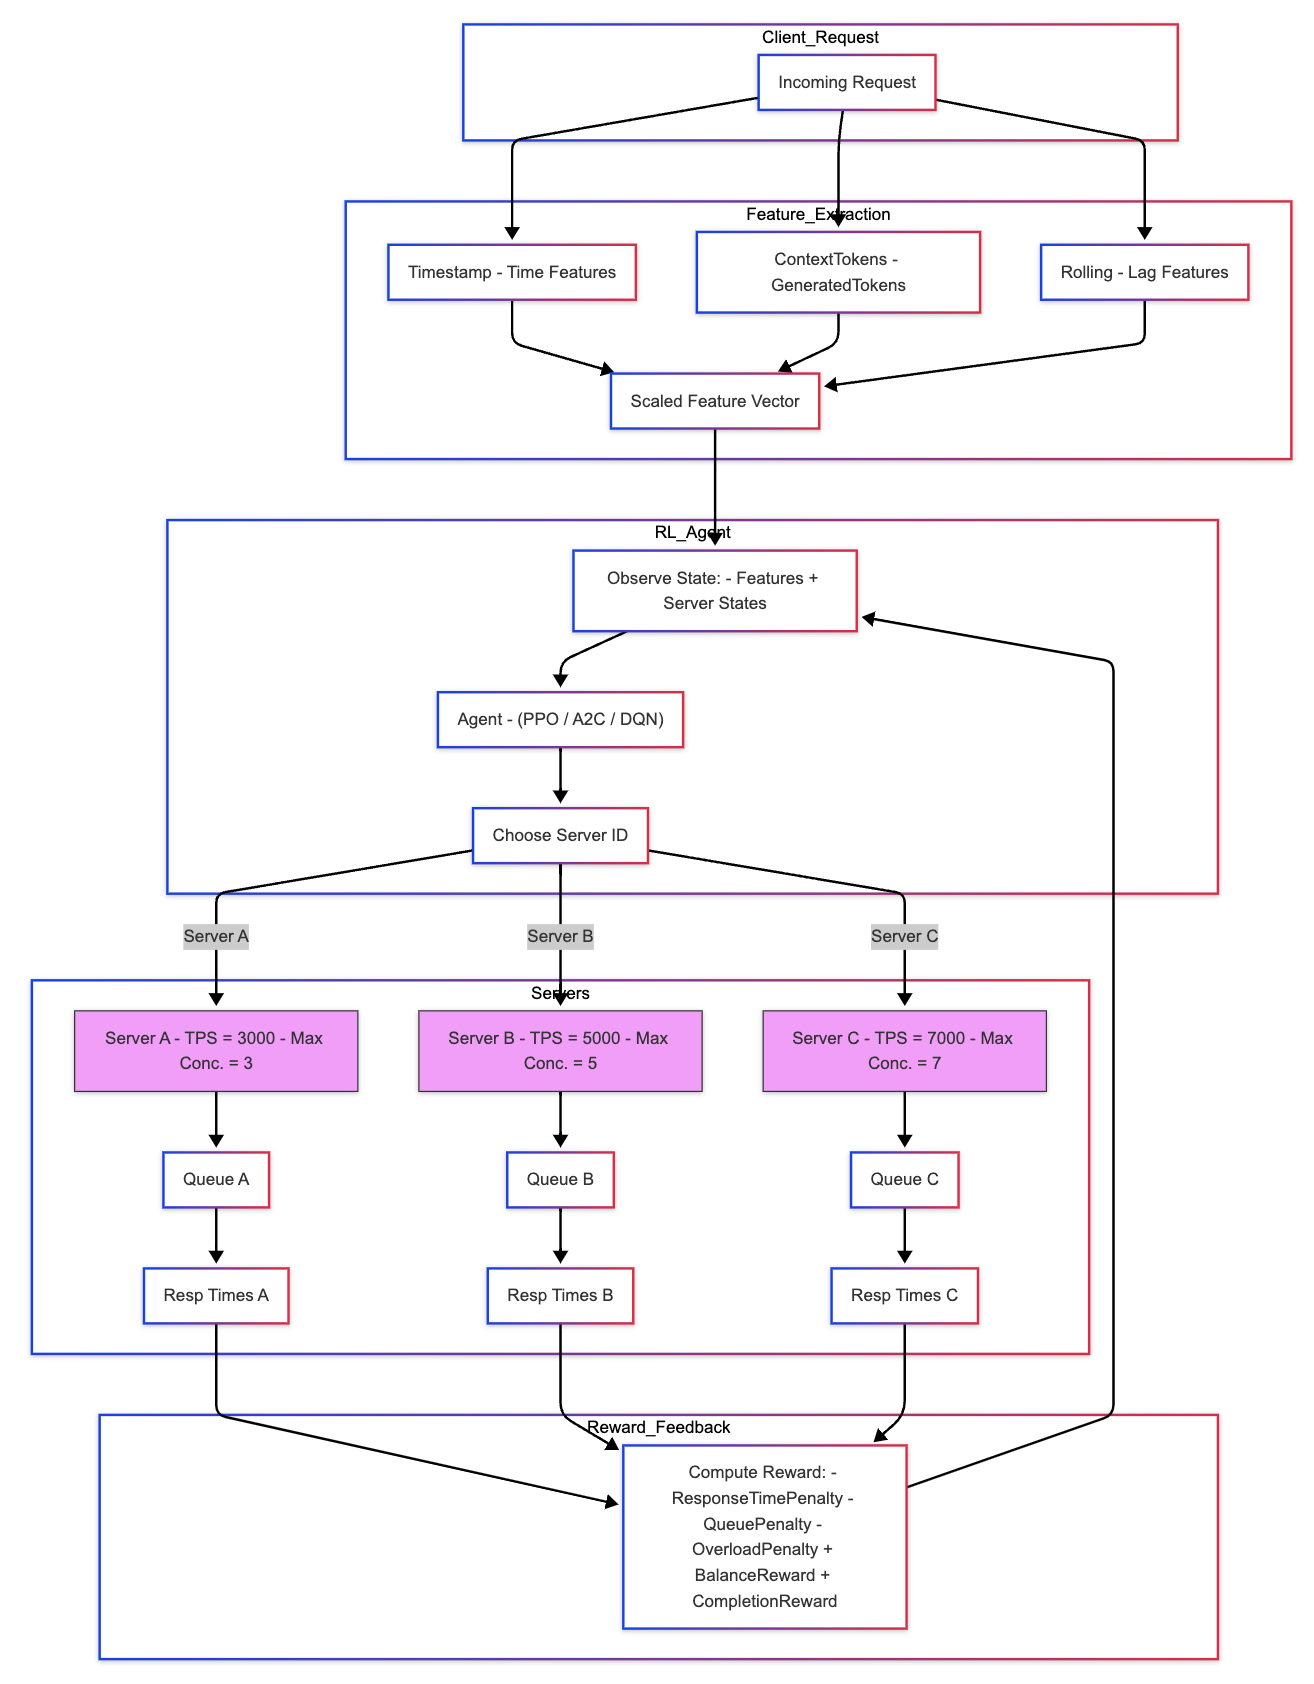 Client_Request
Incoming Request
Feature_Extraction
Timestamp - Time Features
ContextTokens -
GeneratedTokens
Rolling - Lag Features
Scaled Feature Vector
RL_Agent
Observe State: - Features +
Server States
Agent - (PPO / A2C / DQN)
Choose Server ID
Server A
Server B
Server C
Servers
Server A - TPS = 3000 - Max
Conc. = 3
Server B - TPS = 5000 - Max
Conc. = 5
Server C - TPS = 7000 - Max
Conc. = 7
Queue A
Queue B
Queue C
Resp Times A
Resp Times B
Resp Times C
Reward_Feedback
Compute Reward: -
ResponseTimePenalty -
QueuePenalty -
OverloadPenalty +
BalanceReward +
CompletionReward